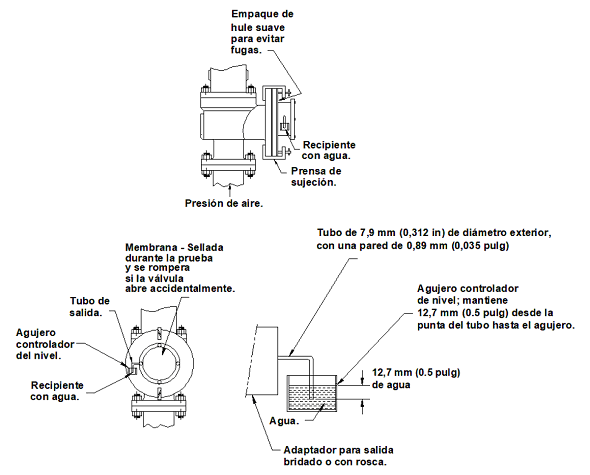 Empaque de
hule suave
para evitar
fugas.
Recipiente
con agua.
Prensa de
sujeción.
Presión de aire.
Tubo de 7,9 mm (0,312 in) de diámetro exterior,
con una pared de 0,89 mm (0,035 pulg)
Membrana - Sellada
durante la prueba
y se rompera
si la válvula
abre accidentalmente.
Tubo de
salida.
Agujero
controlador
del nivel.
Recipiente
con agua.
Agujero controlador
de nivel; mantiene
12,7 mm (0.5 pulg) desde la
punta del tubo hasta el agujero.
12,7 mm (0.5 pulg)
de agua
Agua.
Adaptador para salida
bridado o con rosca.